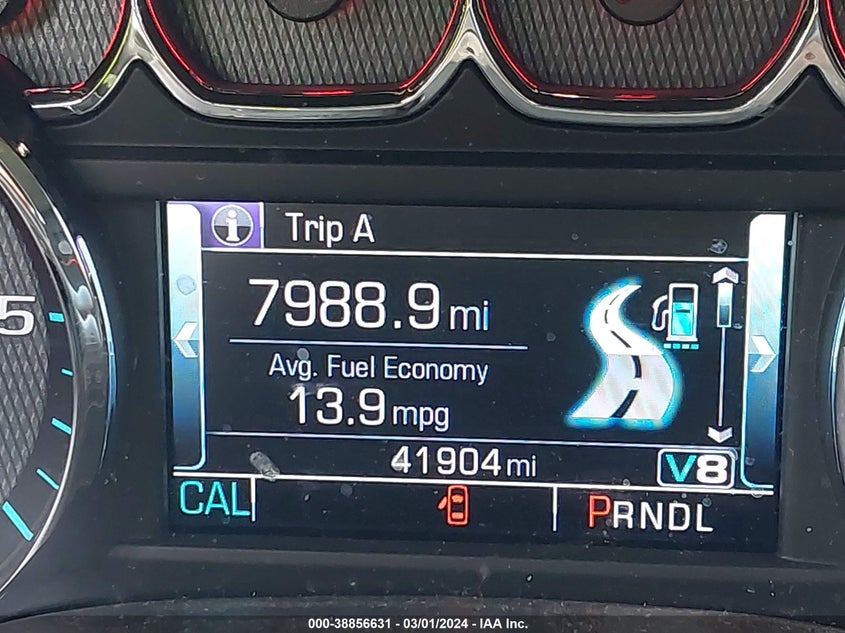 Trip A
7988.9 mi
Avg. Fuel Economy
13.9 mpg
5
41904 mi
V8
CAL
PRNDL
000-38856631 - 03/01/2024 - IAA Inc.